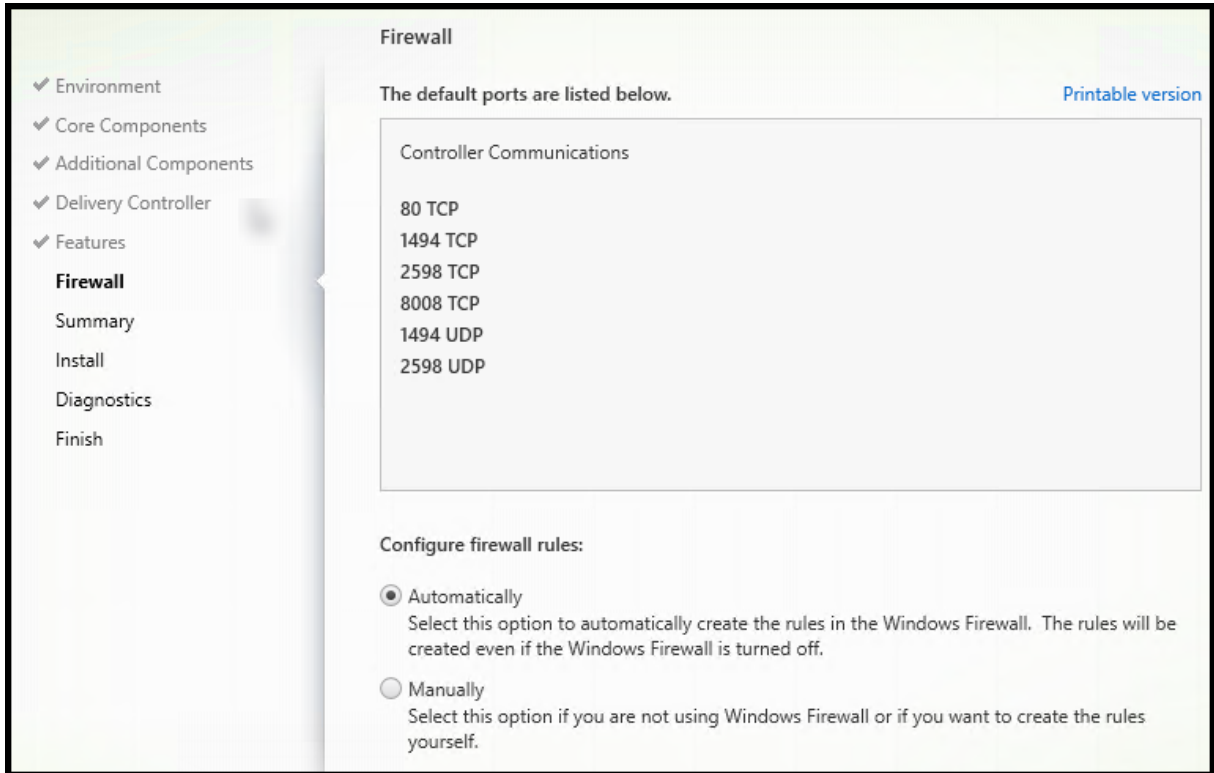 Firewall
✔ Environment
✔ Core Components
✔ Additional Components
✔ Delivery Controller
✔ Features
Firewall
Summary
Install
Diagnostics
Finish
The default ports are listed below.
Printable version
Controller Communications
80 TCP
1494 TCP
2598 TCP
8008 TCP
1494 UDP
2598 UDP
Configure firewall rules:
Automatically
Select this option to automatically create the rules in the Windows Firewall.  The rules will be
created even if the Windows Firewall is turned off.
Manually
Select this option if you are not using Windows Firewall or if you want to create the rules
yourself.